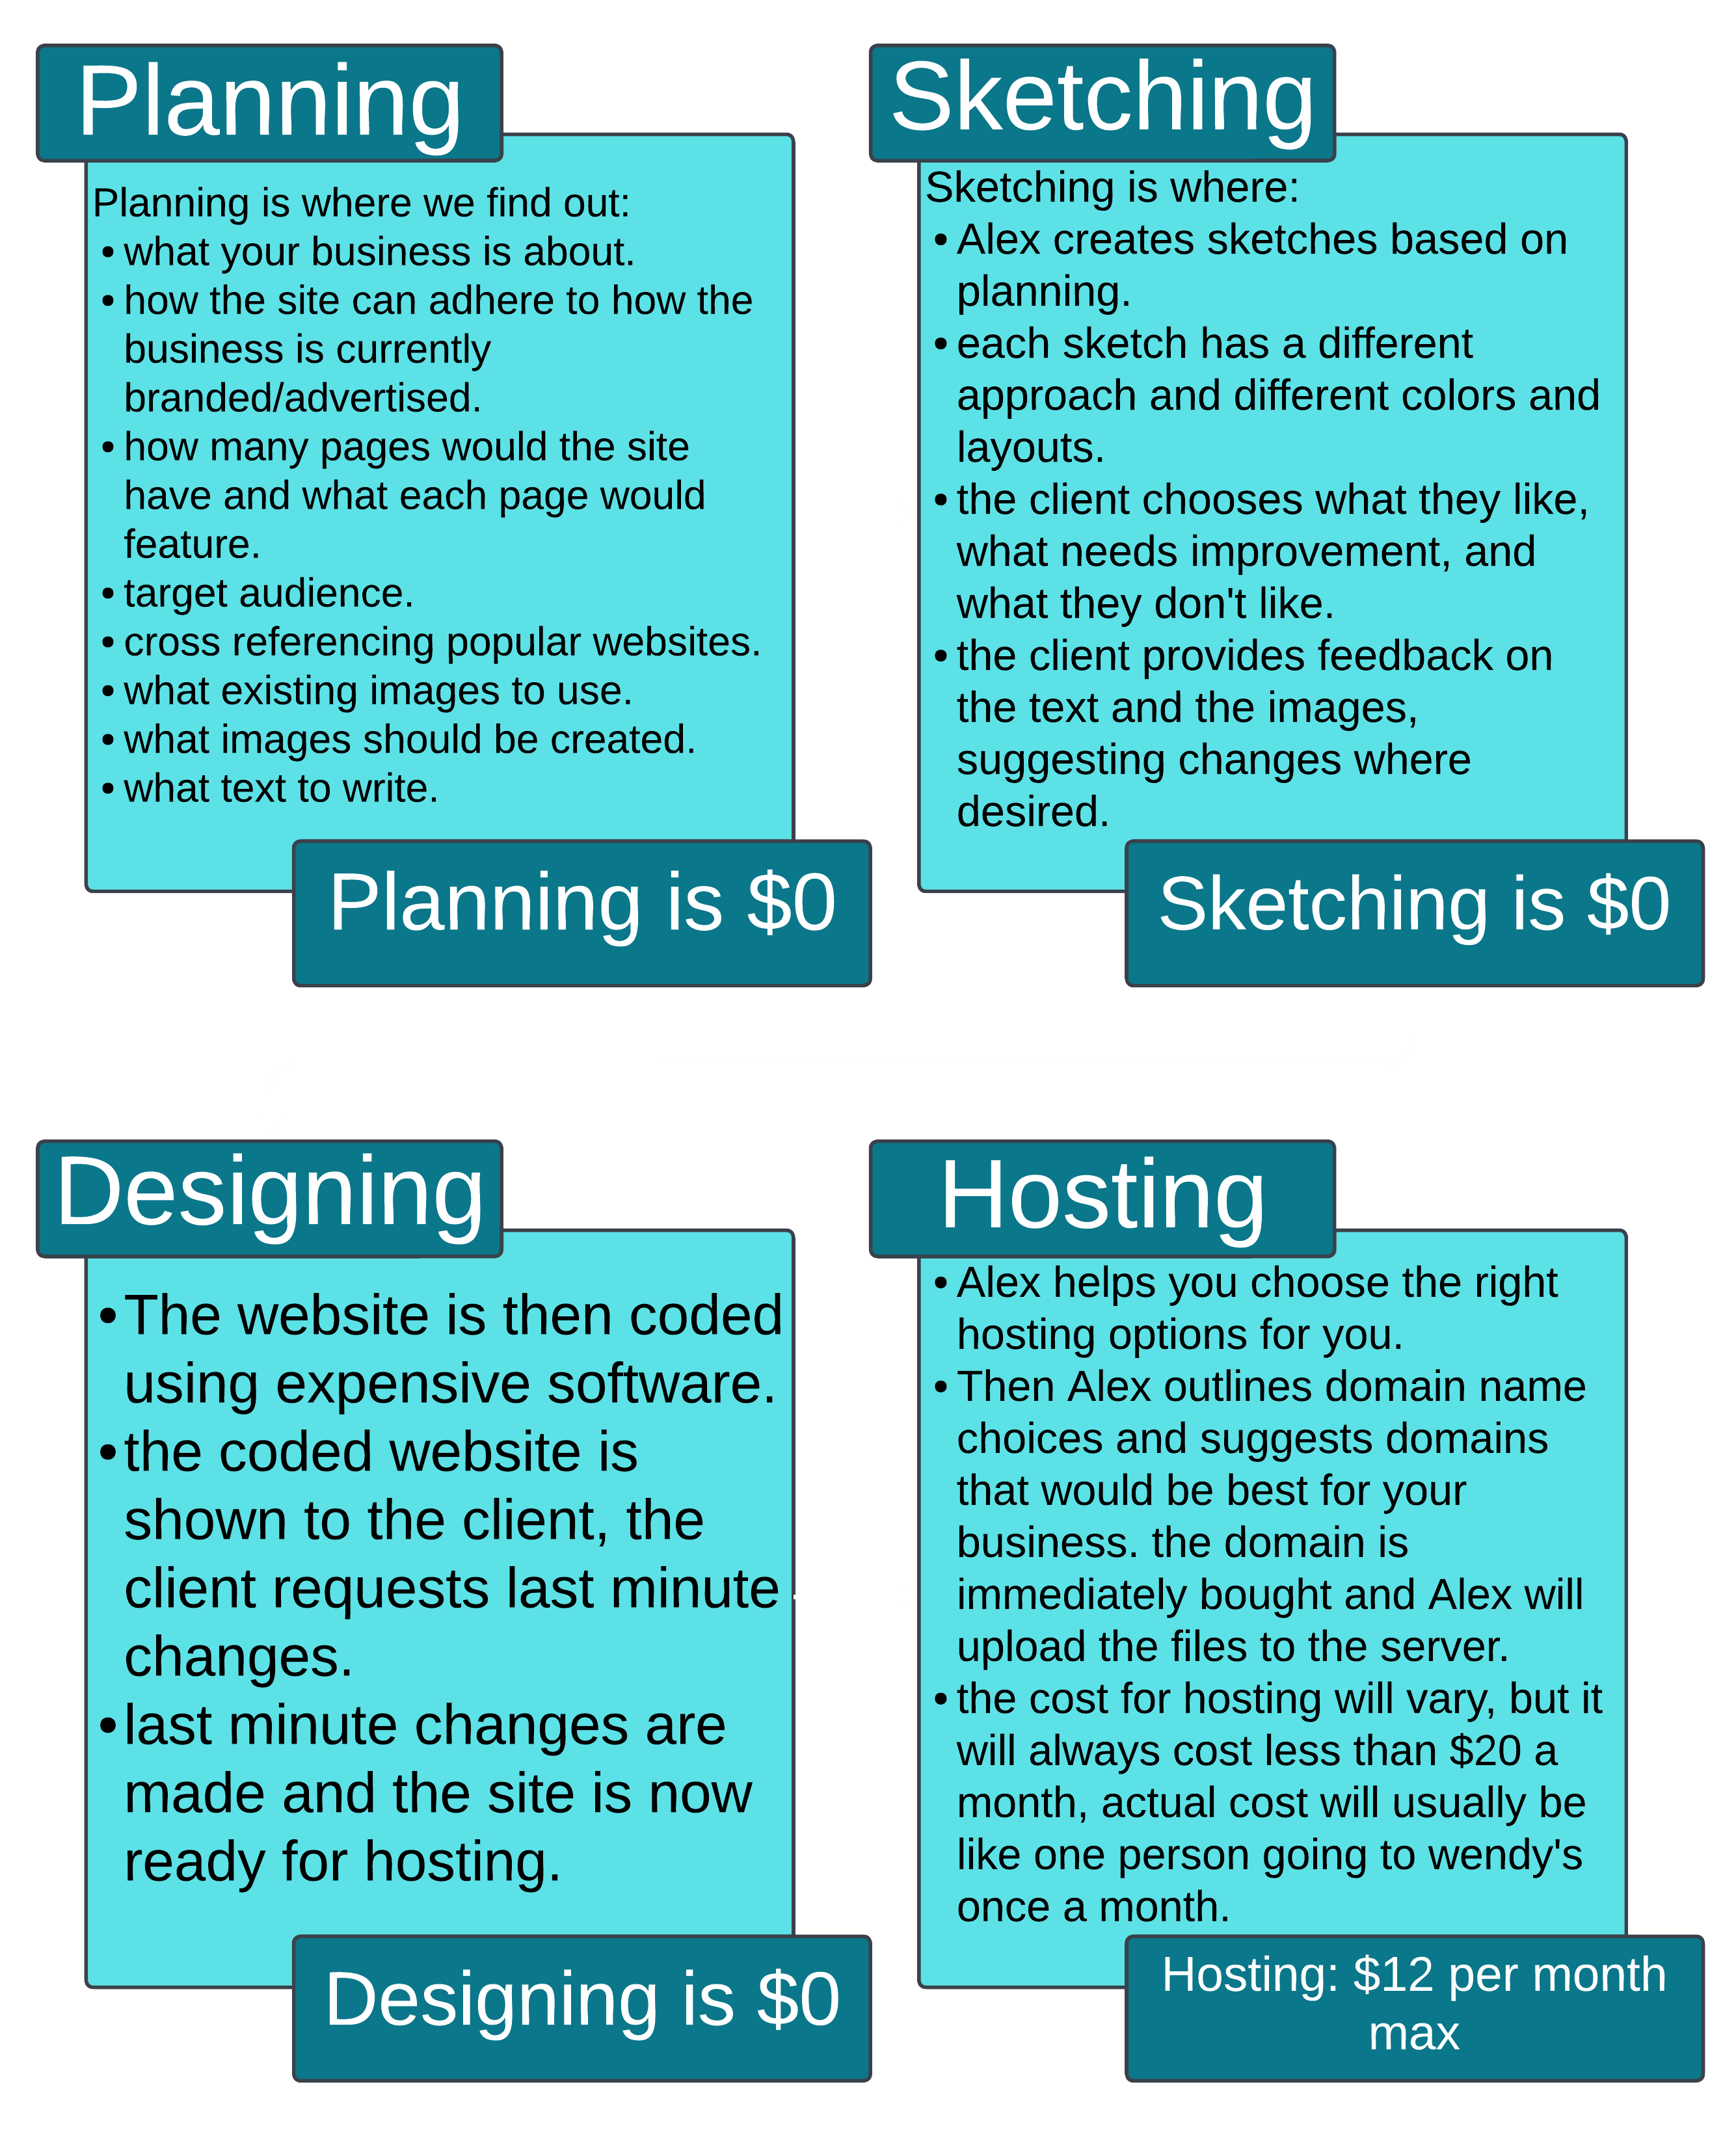 Planning
Planning is where we find out:
• what your business is about.
• how the site can adhere to how the
business is currently
branded/advertised.
• how many pages would the site
have and what each page would
feature.
• target audience.
• cross referencing popular websites.
• what existing images to use.
• what images should be created.
• what text to write.
Planning is $0
Sketching
Sketching is where:
• Alex creates sketches based on
planning.
• each sketch has a different
approach and different colors and
layouts.
• the client chooses what they like,
what needs improvement, and
what they don't like.
• the client provides feedback on
the text and the images,
suggesting changes where
desired.
Sketching is $0
Designing
• The website is then coded
using expensive software.
• the coded website is
shown to the client, the
client requests last minute
changes.
• last minute changes are
made and the site is now
ready for hosting.
Designing is $0
Hosting
• Alex helps you choose the right
hosting options for you.
• Then Alex outlines domain name
choices and suggests domains
that would be best for your
business. the domain is
immediately bought and Alex will
upload the files to the server.
• the cost for hosting will vary, but it
will always cost less than $20 a
month, actual cost will usually be
like one person going to wendy's
once a month.
Hosting: $12 per month
max